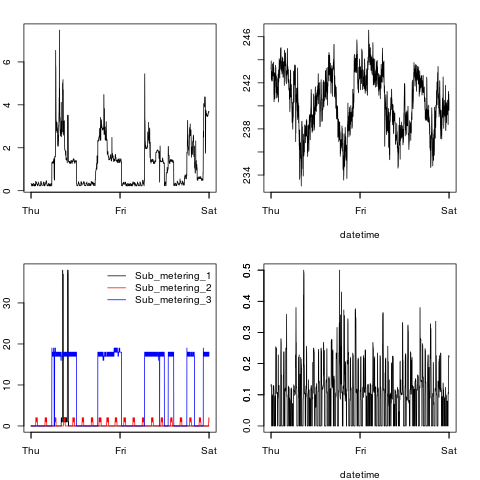 0 2 4 6
Thu Fri Sat
234 238 242 246
Thu Fri Sat
datetime
0 10 20 30
Sub_metering_1
Sub_metering_2
Sub_metering_3
Thu Fri Sat
0.0 0.1 0.2 0.3 0.4 0.5
Thu Fri Sat
datetime